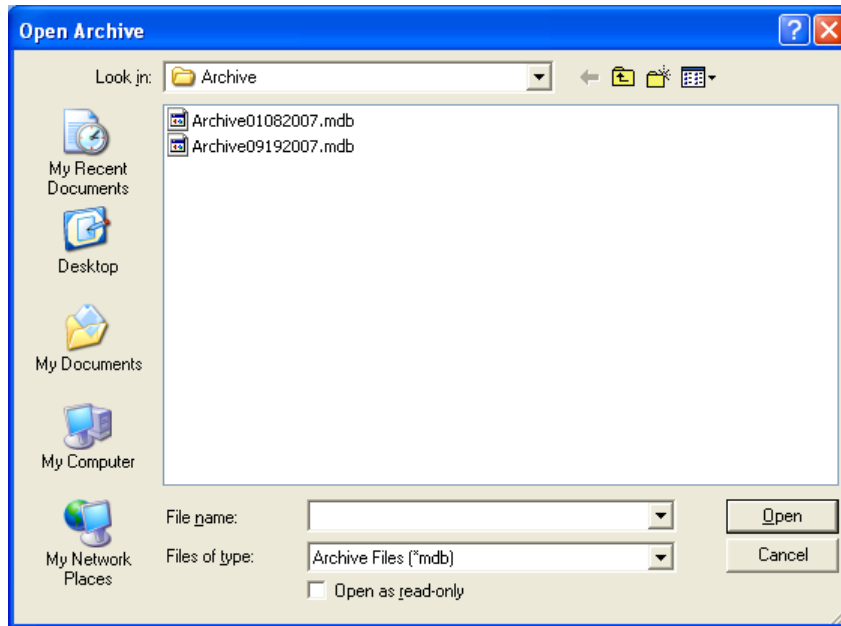 Open Archive
Look in: Archive
Archive01082007.mdb
Archive09192007.mdb
My Recent
Documents
Desktop
My Documents
My Computer
My Network
Places
File name:
Open
Files of type: Archive Files (*mdb)
Cancel
Open as read-only